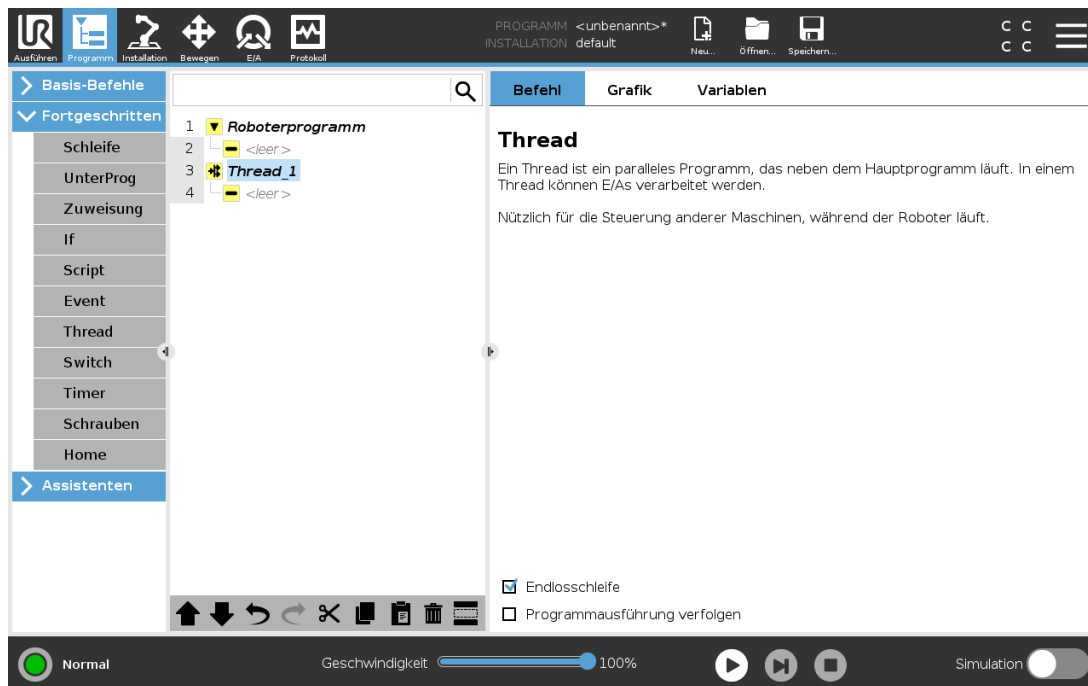 PROGRAMM <unbenannt>*
INSTALLATION default
Ausführen Programm Installation Bewegen E/A Protokoll
Neu... Öffnen... Speichern...
C C
C C
Basis-Befehle
Fortgeschritten
Schleife
UnterProg
Zuweisung
If
Script
Event
Thread
Switch
Timer
Schrauben
Home
Assistenten
1 Roboterprogramm
2 <leer>
3 Thread_1
4 <leer>
Befehl Grafik Variablen
Thread
Ein Thread ist ein paralleles Programm, das neben dem Hauptprogramm läuft. In einem
Thread können E/As verarbeitet werden.
Nützlich für die Steuerung anderer Maschinen, während der Roboter läuft.
Endlosschleife
Programmausführung verfolgen
Normal
Geschwindigkeit 100%
Simulation